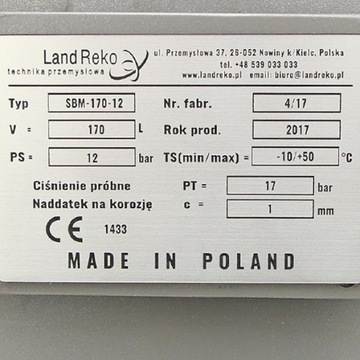 Land Reko
technika przemysłowa
ul. Przemysłowa 37, 26-052 Nowiny k/Kielc, Polska
tel. +48 539 033 033
www.landreko.pl email: biuro@landreko.pl
Typ SBM-170-12 Nr. fabr. 4/17
V = 170 L Rok prod. 2017
PS= 12 bar TS(min/max) = -10/+50 °C
Ciśnienie próbne PT = 17 bar
Naddatek na korozję c = 1 mm
CE 1433
MADE IN POLAND